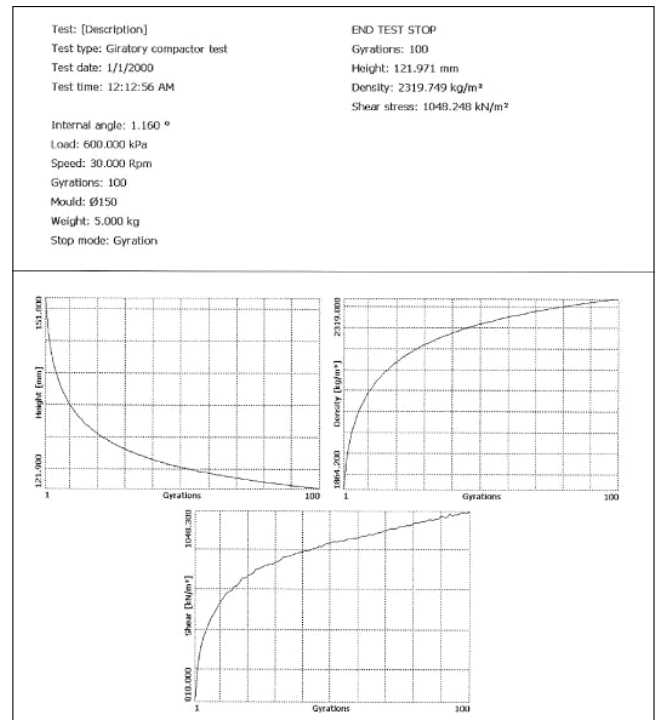 Test: [Description]
Test type: Giratory compactor test
Test date: 1/1/2000
Test time: 12:12:56 AM
Internal angle: 1.160 º
Load: 600.000 kPa
Speed: 30.000 Rpm
Gyrations: 100
Mould: Ø150
Weight: 5.000 kg
Stop mode: Gyration
END TEST STOP
Gyrations: 100
Height: 121.971 mm
Density: 2319.749 kg/m³
Shear stress: 1048.248 kN/m²
151.800
Height [mm]
121.900
1
Gyrations
100
2319.800
Density [kg/m³]
1864.200
1
Gyrations
100
1048.300
Shear [kN/m²]
810.000
1
Gyrations
100